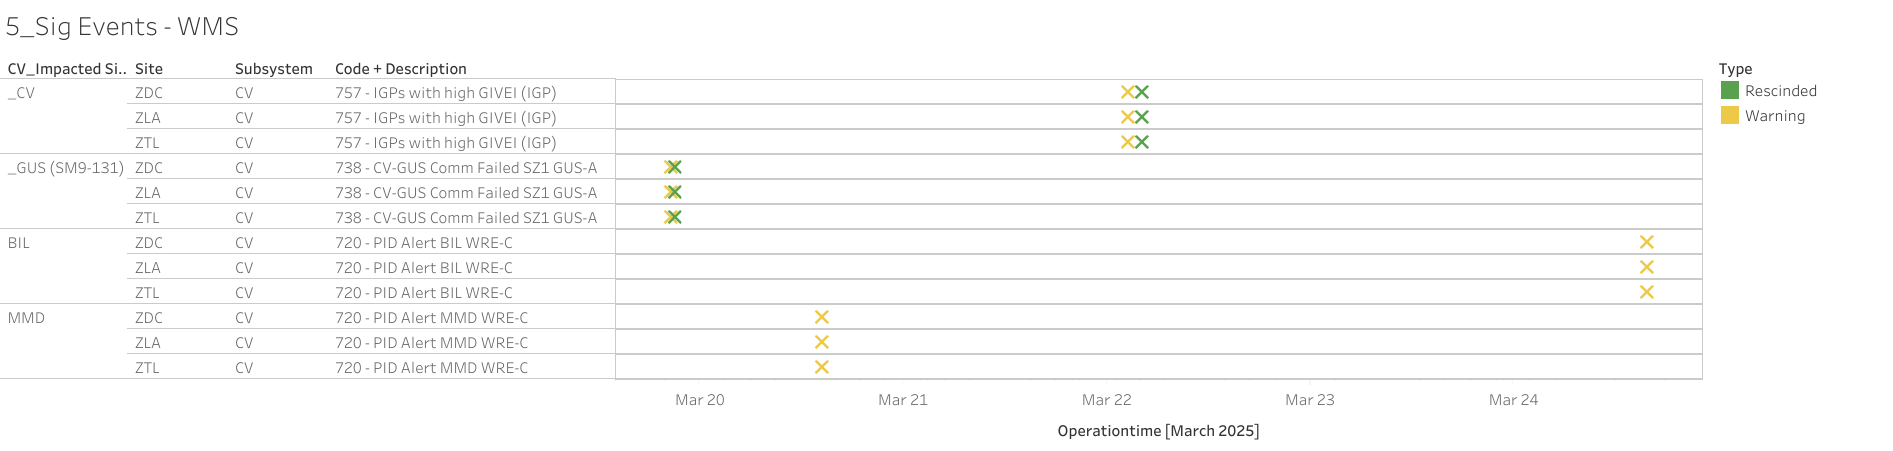 5_Sig Events - WMS
CV_Impacted Si.. Site Subsystem Code + Description
Type
_CV ZDC CV 757 - IGPs with high GIVEI (IGP)
Rescinded
ZLA CV 757 - IGPs with high GIVEI (IGP)
Warning
ZTL CV 757 - IGPs with high GIVEI (IGP)
_GUS (SM9-131) ZDC CV 738 - CV-GUS Comm Failed SZ1 GUS-A
ZLA CV 738 - CV-GUS Comm Failed SZ1 GUS-A
ZTL CV 738 - CV-GUS Comm Failed SZ1 GUS-A
BIL ZDC CV 720 - PID Alert BIL WRE-C
ZLA CV 720 - PID Alert BIL WRE-C
ZTL CV 720 - PID Alert BIL WRE-C
MMD ZDC CV 720 - PID Alert MMD WRE-C
ZLA CV 720 - PID Alert MMD WRE-C
ZTL CV 720 - PID Alert MMD WRE-C
Mar 20 Mar 21 Mar 22 Mar 23 Mar 24
Operationtime [March 2025]